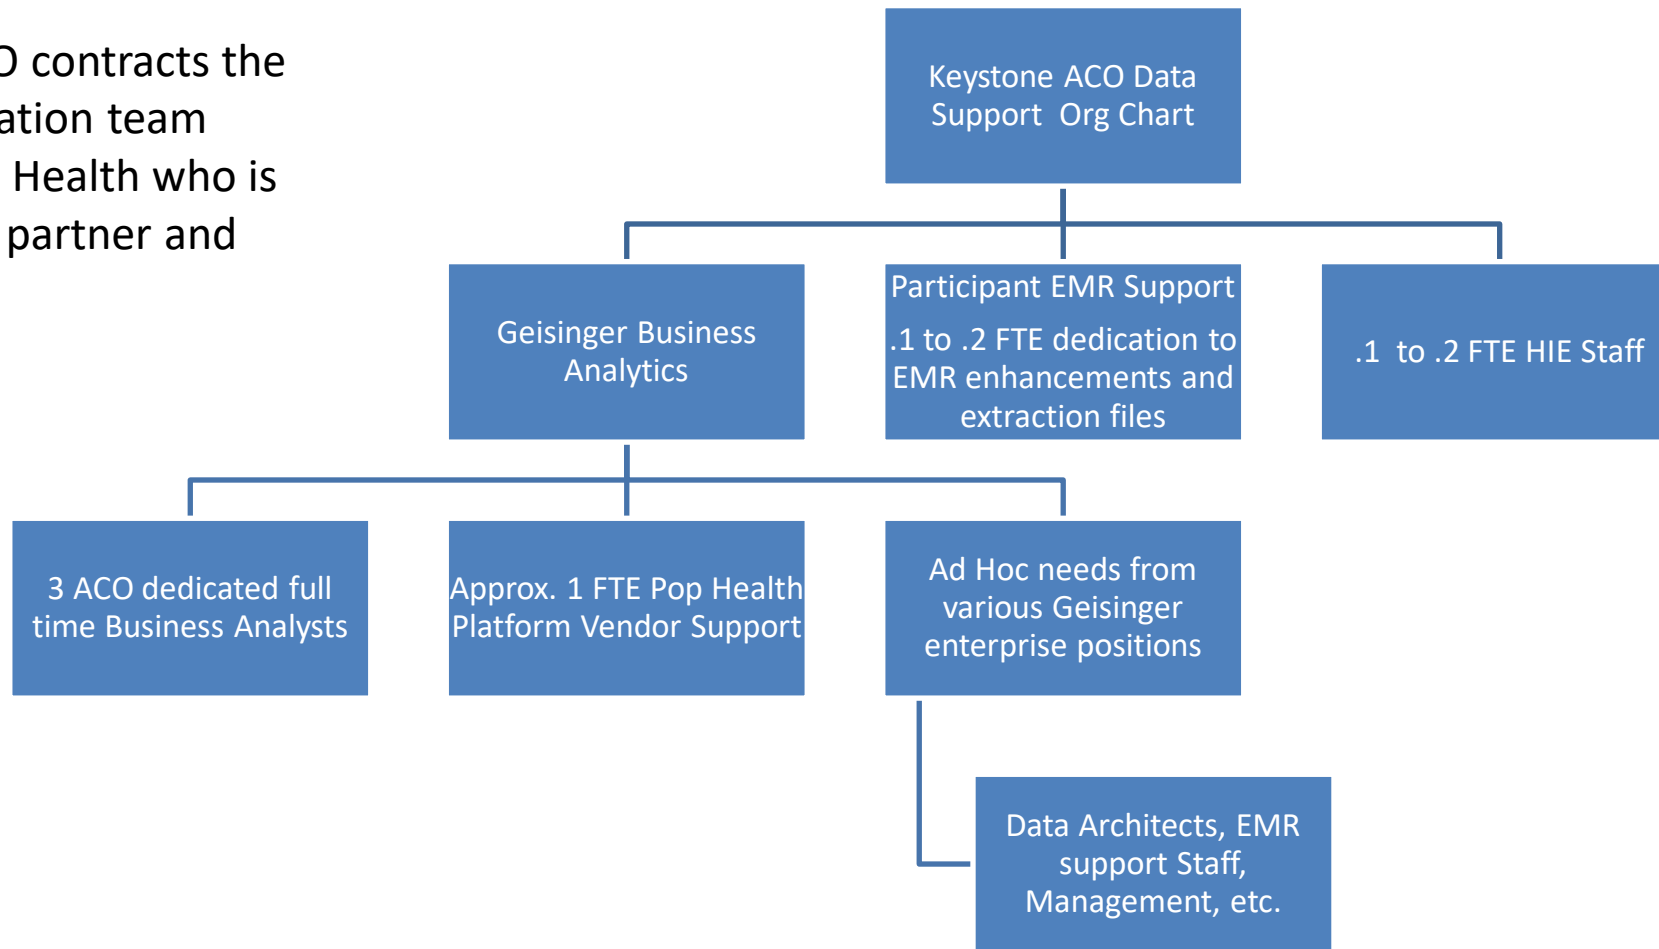 O contracts the
ation team
Health who is
partner and
Keystone ACO Data
Support Org Chart
Geisinger Business
Analytics
Participant EMR Support
.1 to .2 FTE dedication to
EMR enhancements and
extraction files
.1 to .2 FTE HIE Staff
3 ACO dedicated full
time Business Analysts
Approx. 1 FTE Pop Health
Platform Vendor Support
Ad Hoc needs from
various Geisinger
enterprise positions
Data Architects, EMR
support Staff,
Management, etc.